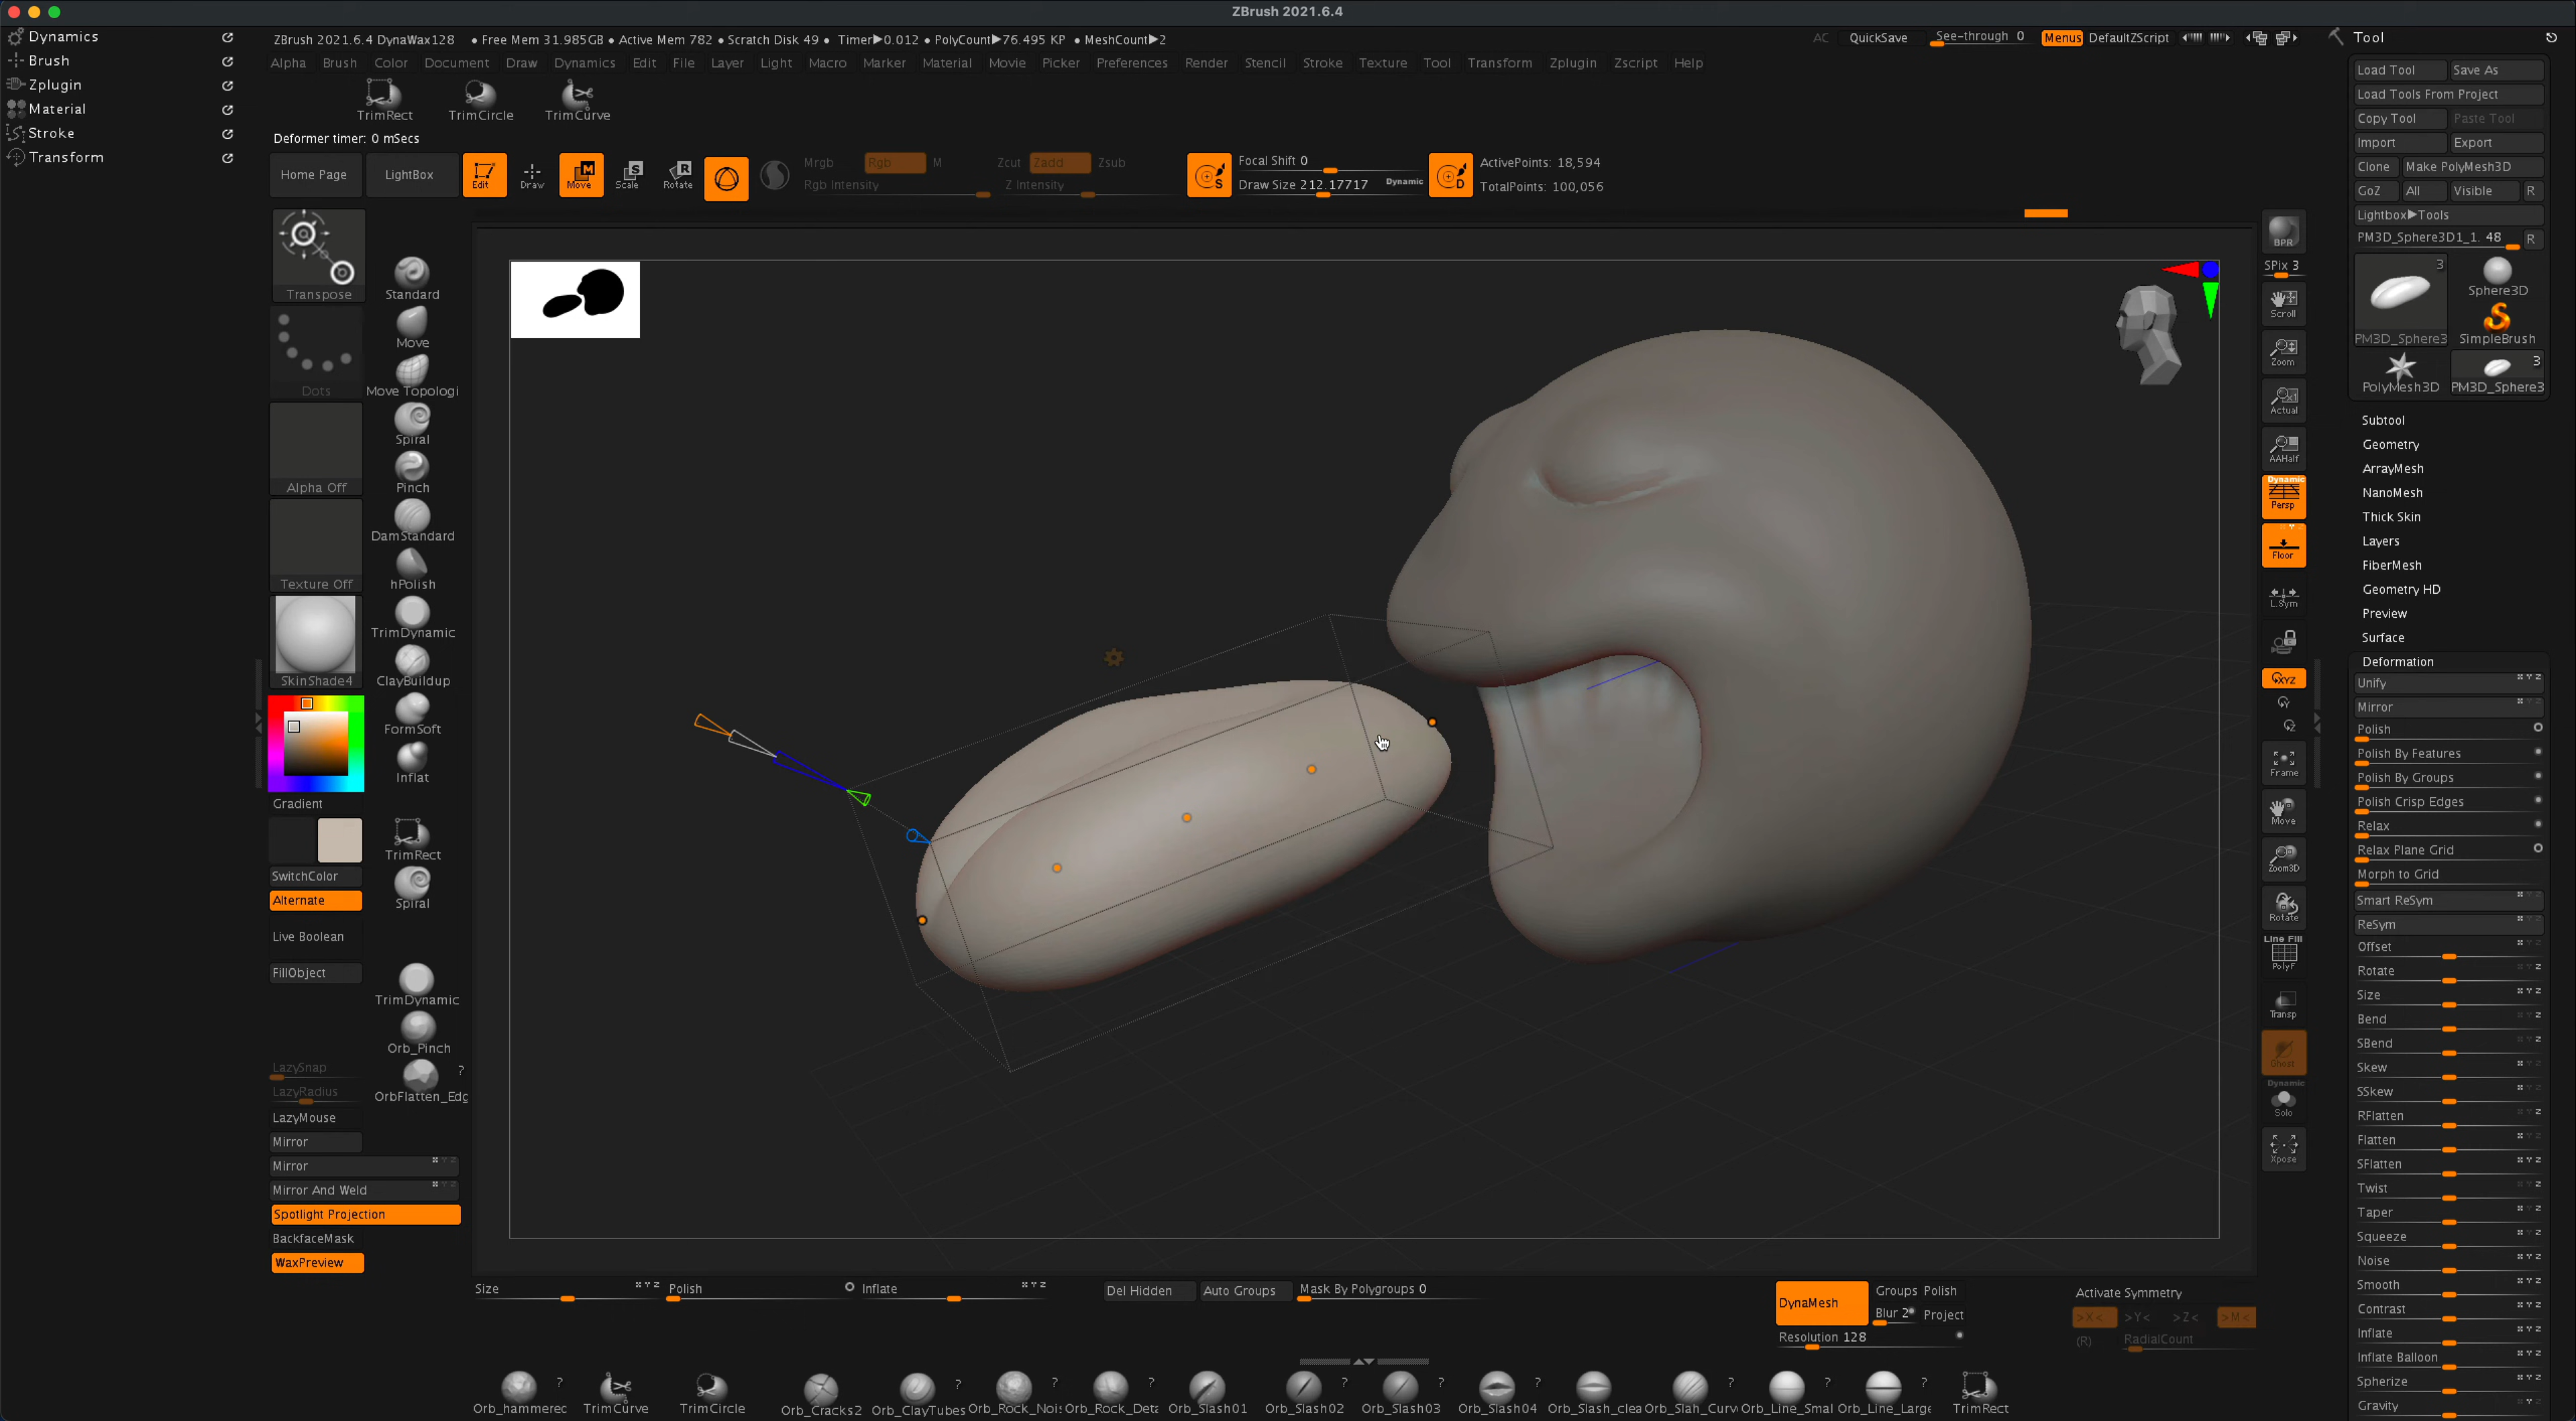 ZBrush 2021.6.4
Dynamics
Brush
Zplugin
Material
Stroke
Transform
ZBrush 2021.6.4 DynaWax128 • Free Mem 31.985GB • Active Mem 782 • Scratch Disk 49 • Timer▶0.012 • PolyCount▶76.495 KP • MeshCount▶2
AC QuickSave See-through 0 Menus DefaultZScript
Alpha Brush Color Document Draw Dynamics Edit File Layer Light Macro Marker Material Movie Picker Preferences Render Stencil Stroke Texture Tool Transform Zplugin Zscript Help
TrimRect TrimCircle TrimCurve
Deformer timer: 0 mSecs
Home Page LightBox Edit Draw Move Scale Rotate
Mrgb Rgb M Zcut Zadd Zsub
Rgb Intensity Z Intensity
Focal Shift 0
Draw Size 212.17717 Dynamic
ActivePoints: 18,594
TotalPoints: 100,056
Transpose
Dots
Alpha Off
Texture Off
SkinShade4
Gradient
SwitchColor
Alternate
Live Boolean
FillObject
LazySnap
LazyRadius
LazyMouse
Mirror
Mirror
Mirror And Weld
Spotlight Projection
BackfaceMask
WaxPreview
Standard
Move
Move Topologi
Spiral
Pinch
DamStandard
hPolish
TrimDynamic
ClayBuildup
FormSoft
Inflat
TrimRect
Spiral
TrimDynamic
Orb_Pinch
?
OrbFlatten_Edg
BPR
SPix 3
Scroll
Zoom
Actual
AAHalf
Dynamic
Persp
Floor
L.Sym
XYZ
Frame
Move
Zoom3D
Rotate
Line Fill
PolyF
Transp
Ghost
Dynamic
Solo
Xpose
Tool
Load Tool Save As
Load Tools From Project
Copy Tool Paste Tool
Import Export
Clone Make PolyMesh3D
GoZ All Visible R
Lightbox▶Tools
PM3D_Sphere3D1_1. 48 R
3
Sphere3D
PM3D_Sphere3 SimpleBrush
3
PolyMesh3D PM3D_Sphere3
Subtool
Geometry
ArrayMesh
NanoMesh
Thick Skin
Layers
FiberMesh
Geometry HD
Preview
Surface
Deformation
Unify
Mirror
Polish
Polish By Features
Polish By Groups
Polish Crisp Edges
Relax
Relax Plane Grid
Morph to Grid
Smart ReSym
ReSym
Offset
Rotate
Size
Bend
SBend
Skew
SSkew
RFlatten
Flatten
SFlatten
Twist
Taper
Squeeze
Noise
Smooth
Contrast
Inflate
Inflate Balloon
Spherize
Gravity
Size Polish Inflate Del Hidden Auto Groups Mask By Polygroups 0
DynaMesh Groups Polish
Blur 2 Project
Resolution 128
Activate Symmetry
>X< >Y< >Z< >M<
(R) RadialCount
Orb_hammerec ? TrimCurve TrimCircle Orb_Cracks2 Orb_ClayTubes ? Orb_Rock_Noi: ? Orb_Rock_Deta ? Orb_Slash01 Orb_Slash02 ? Orb_Slash03 ? Orb_Slash04 ? Orb_Slash_clea Orb_Slah_Curv ? Orb_Line_Smal ? Orb_Line_Large ? TrimRect